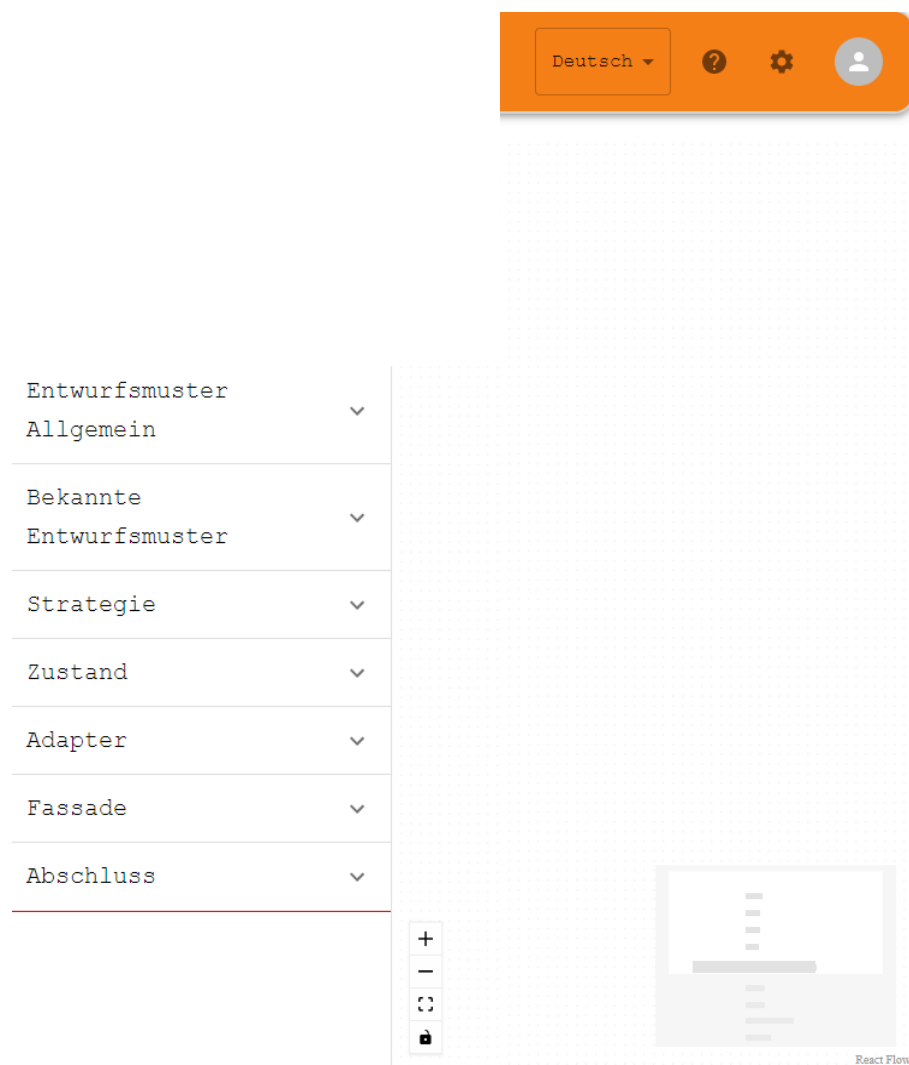 Deutsch
Entwurfsmuster
Allgemein
Bekannte
Entwurfsmuster
Strategie
Zustand
Adapter
Fassade
Abschluss
React Flow